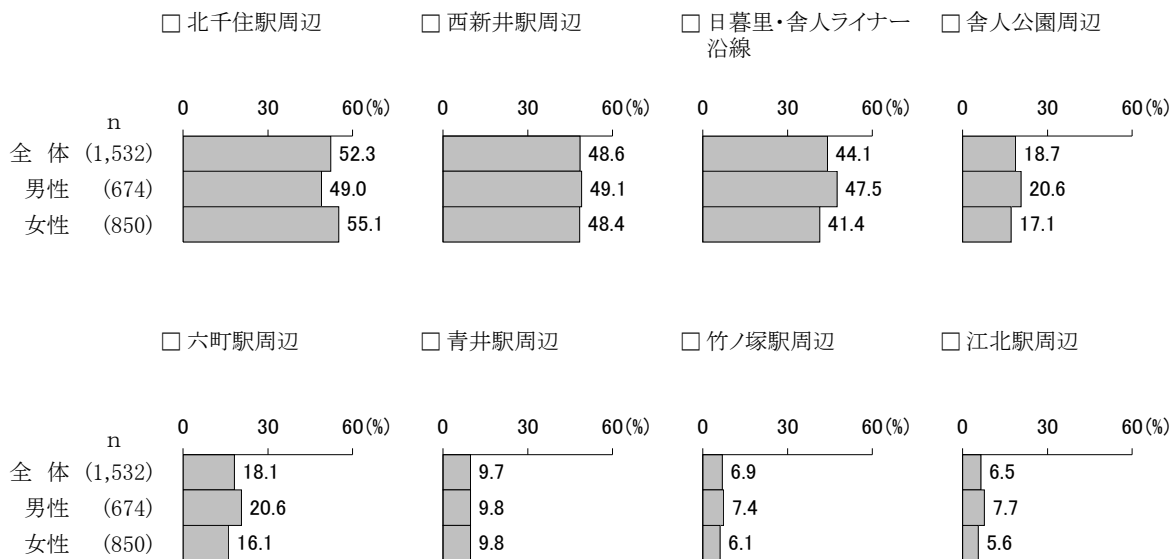 □ 北千住駅周辺
□ 西新井駅周辺
□ 日暮里・舎人ライナー
沿線
□ 舎人公園周辺
0 30 60(%)
0 30 60(%)
0 30 60(%)
0 30 60(%)
n
全 体 (1,532) 52.3 48.6 44.1 18.7
男性 (674) 49.0 49.1 47.5 20.6
女性 (850) 55.1 48.4 41.4 17.1
□ 六町駅周辺
□ 青井駅周辺
□ 竹ノ塚駅周辺
□ 江北駅周辺
0 30 60(%)
0 30 60(%)
0 30 60(%)
0 30 60(%)
n
全 体 (1,532) 18.1 9.7 6.9 6.5
男性 (674) 20.6 9.8 7.4 7.7
女性 (850) 16.1 9.8 6.1 5.6